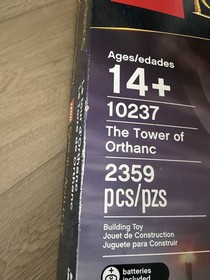 Ages/edades
14+
10237
The Tower of
Orthanc
2359
pcs/pzs
Building Toy
Jouet de Construction
Juguete para Construir
batteries
included